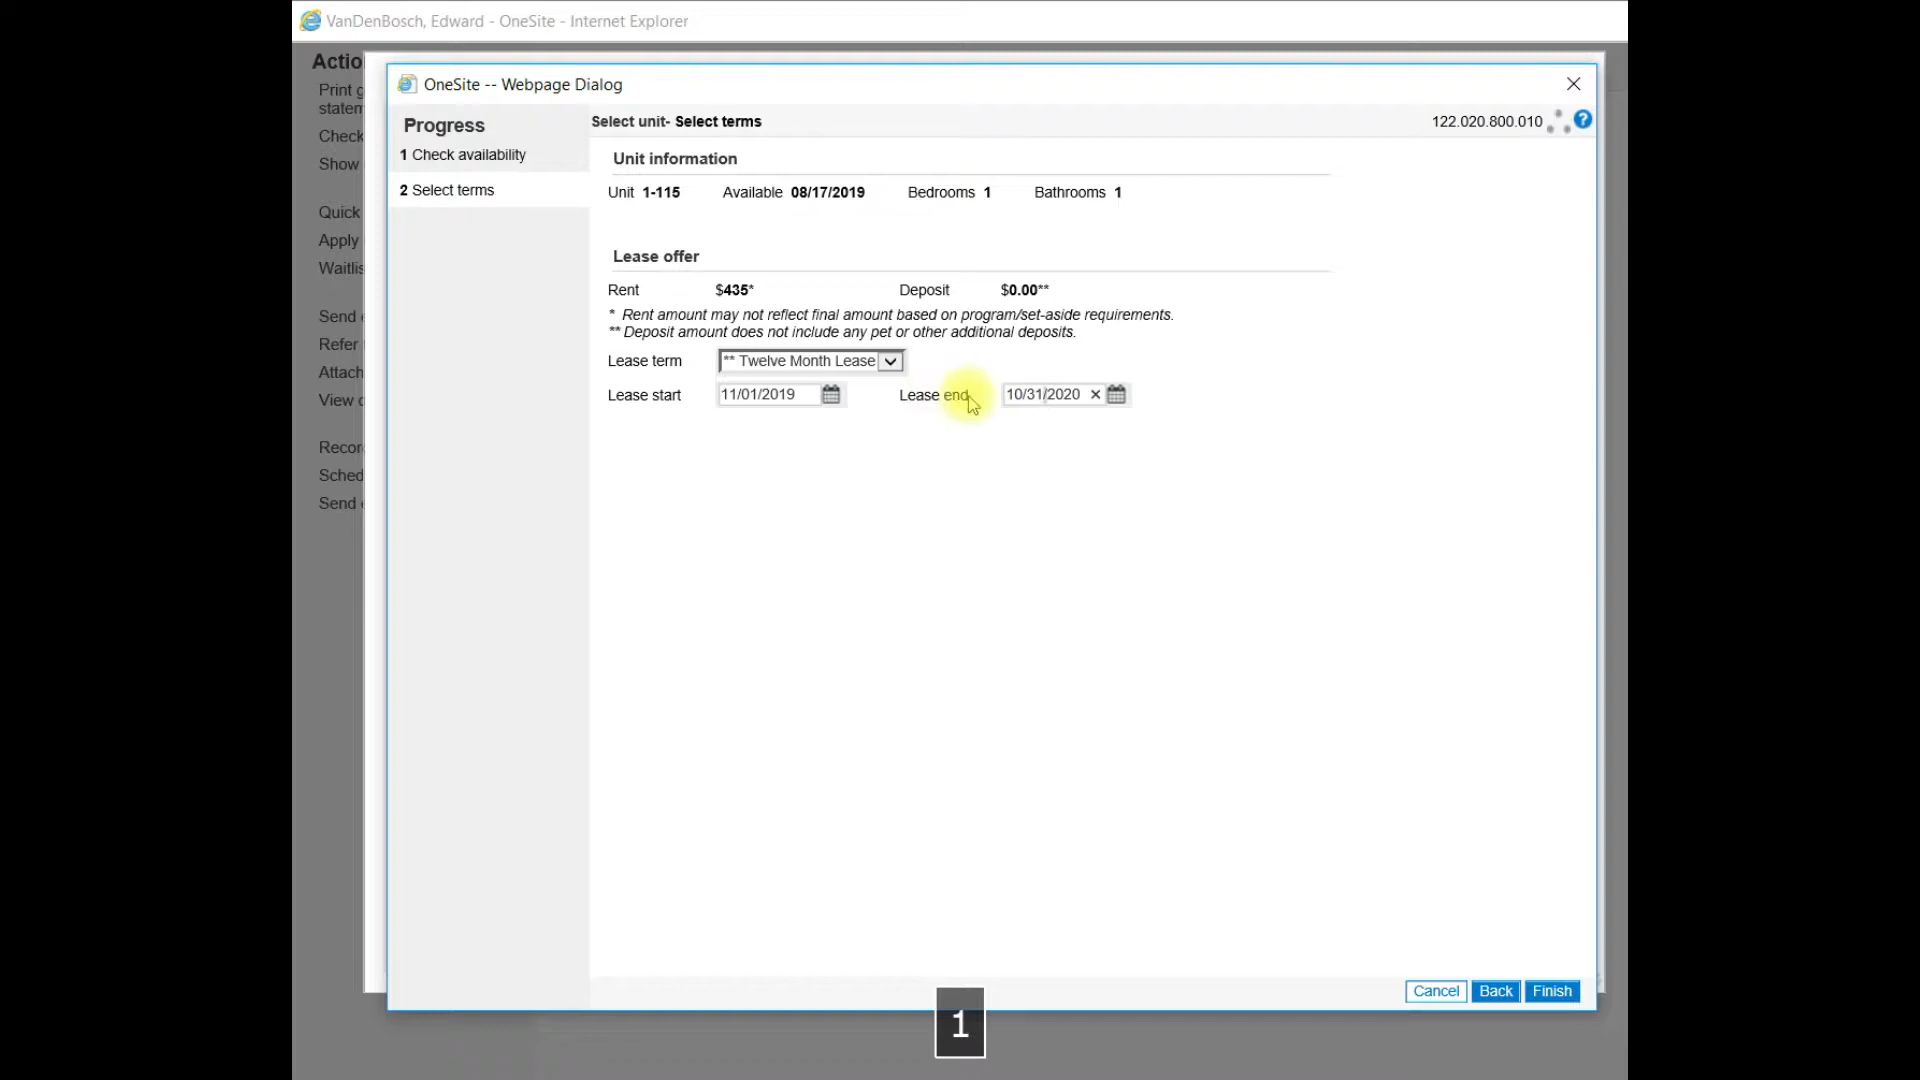 VanDenBosch, Edward - OneSite - Internet Explorer
Actio
Print g
statem
Check
Show
Quick
Apply
Waitlis
Send e
Refer
Attach
View
Recor
Sched
Send e
OneSite -- Webpage Dialog
Progress
1 Check availability
2 Select terms
Select unit- Select terms
122.020.800.010
?
Unit information
Unit 1-115 Available 08/17/2019 Bedrooms 1 Bathrooms 1
Lease offer
Rent $435* Deposit $0.00**
* Rent amount may not reflect final amount based on program/set-aside requirements.
** Deposit amount does not include any pet or other additional deposits.
Lease term ** Twelve Month Lease
Lease start 11/01/2019 Lease end 10/31/2020
Cancel Back Finish
1